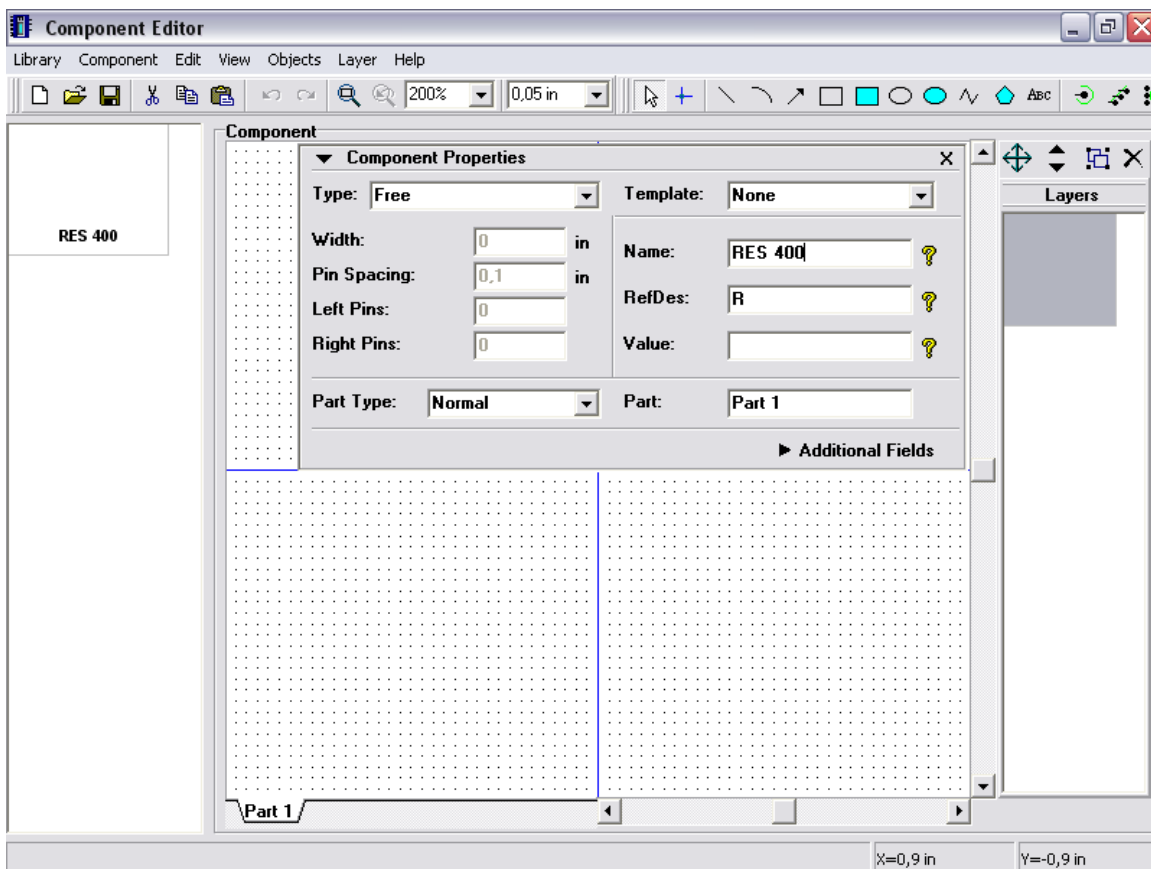 Component Editor
Library Component Edit View Objects Layer Help
200% 0,05 in ABC
Component
Component Properties X
Type: Free Template: None
Layers
RES 400
Width: 0 in
Name: RES 400
Pin Spacing: 0,1 in
RefDes: R
Left Pins: 0
Right Pins: 0
Value:
Part Type: Normal Part: Part 1
Additional Fields
Part 1
X=0,9 in Y=-0,9 in